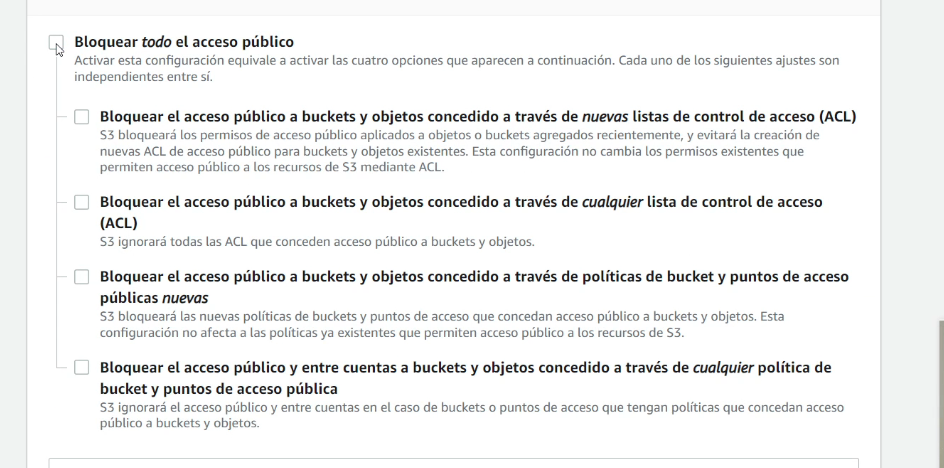 Bloquear todo el acceso público
Activar esta configuración equivale a activar las cuatro opciones que aparecen a continuación. Cada uno de los siguientes ajustes son
independientes entre sí.
Bloquear el acceso público a buckets y objetos concedido a través de nuevas listas de control de acceso (ACL)
S3 bloqueará los permisos de acceso público aplicados a objetos o buckets agregados recientemente, y evitará la creación de
nuevas ACL de acceso público para buckets y objetos existentes. Esta configuración no cambia los permisos existentes que
permiten acceso público a los recursos de S3 mediante ACL.
Bloquear el acceso público a buckets y objetos concedido a través de cualquier lista de control de acceso
(ACL)
S3 ignorará todas las ACL que conceden acceso público a buckets y objetos.
Bloquear el acceso público a buckets y objetos concedido a través de políticas de bucket y puntos de acceso
públicas nuevas
S3 bloqueará las nuevas políticas de buckets y puntos de acceso que concedan acceso público a buckets y objetos. Esta
configuración no afecta a las políticas ya existentes que permiten acceso público a los recursos de S3.
Bloquear el acceso público y entre cuentas a buckets y objetos concedido a través de cualquier política de
bucket y puntos de acceso pública
S3 ignorará el acceso público y entre cuentas en el caso de buckets o puntos de acceso que tengan políticas que concedan acceso
público a buckets y objetos.